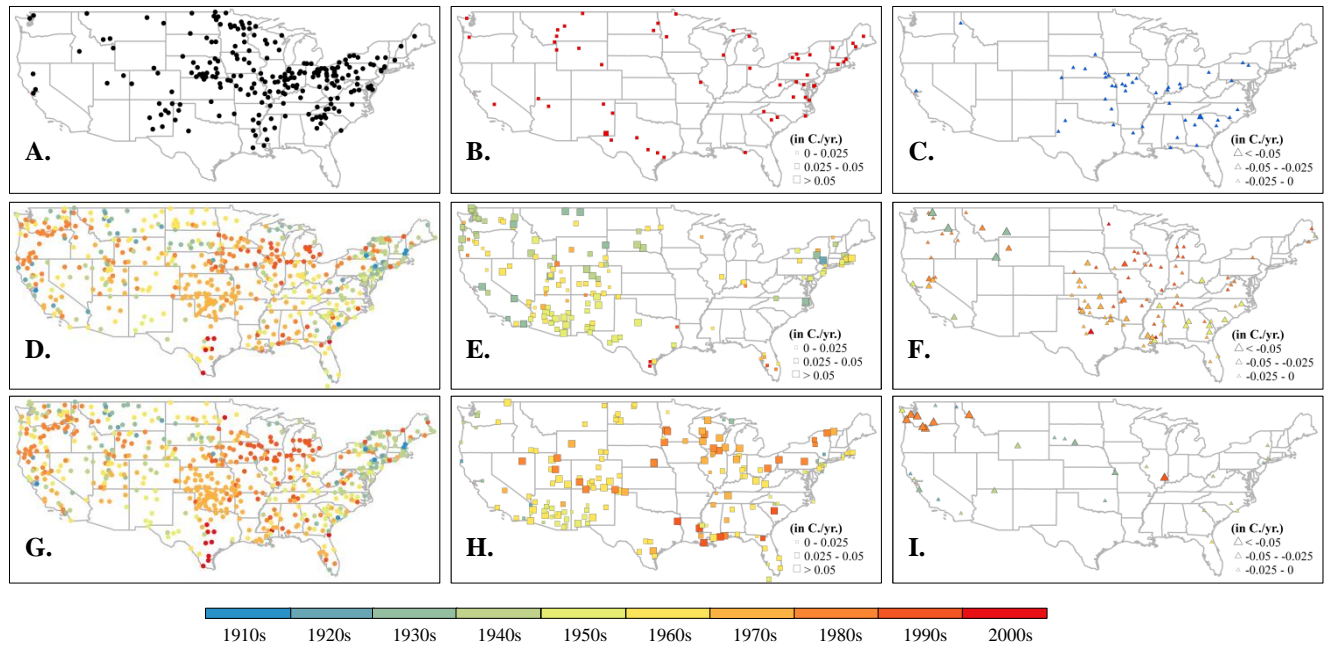 A.
B.
(in C./yr.)
0 - 0.025
0.025 - 0.05
> 0.05
C.
(in C./yr.)
< -0.05
-0.05 - -0.025
-0.025 - 0
D.
E.
(in C./yr.)
0 - 0.025
0.025 - 0.05
> 0.05
F.
(in C./yr.)
< -0.05
-0.05 - -0.025
-0.025 - 0
G.
H.
(in C./yr.)
0 - 0.025
0.025 - 0.05
> 0.05
I.
(in C./yr.)
< -0.05
-0.05 - -0.025
-0.025 - 0
1910s 1920s 1930s 1940s 1950s 1960s 1970s 1980s 1990s 2000s